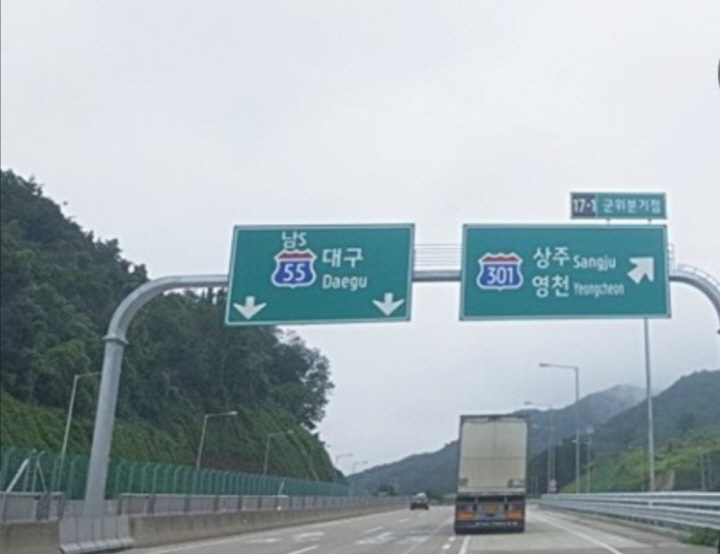 남S
55
대구
Daegu
17-1 군위분기점
301
상주 Sangju
영천 Yeongcheon